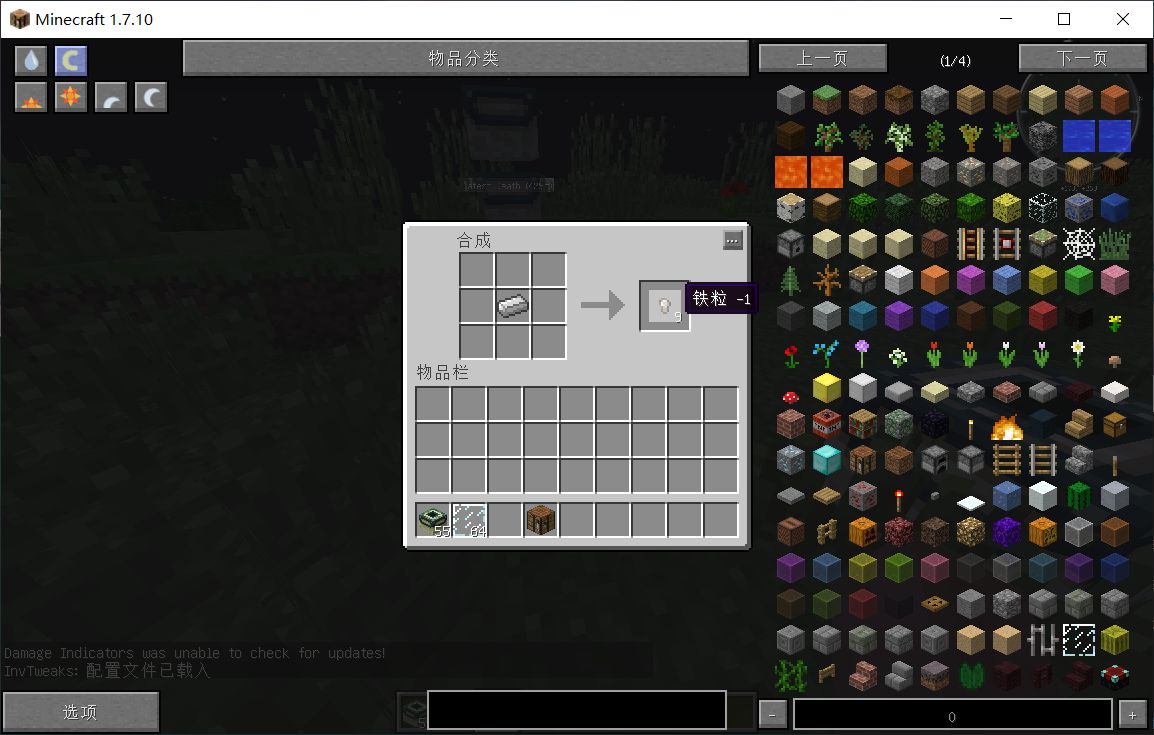 Minecraft 1.7.10
物品分类
上一页
(1/4)
下一页
合成
...
铁粒 -1
9
物品栏
55
64
Damage Indicators was unable to check for updates!
InvTweaks: 配置文件已载入
选项
-
0
+